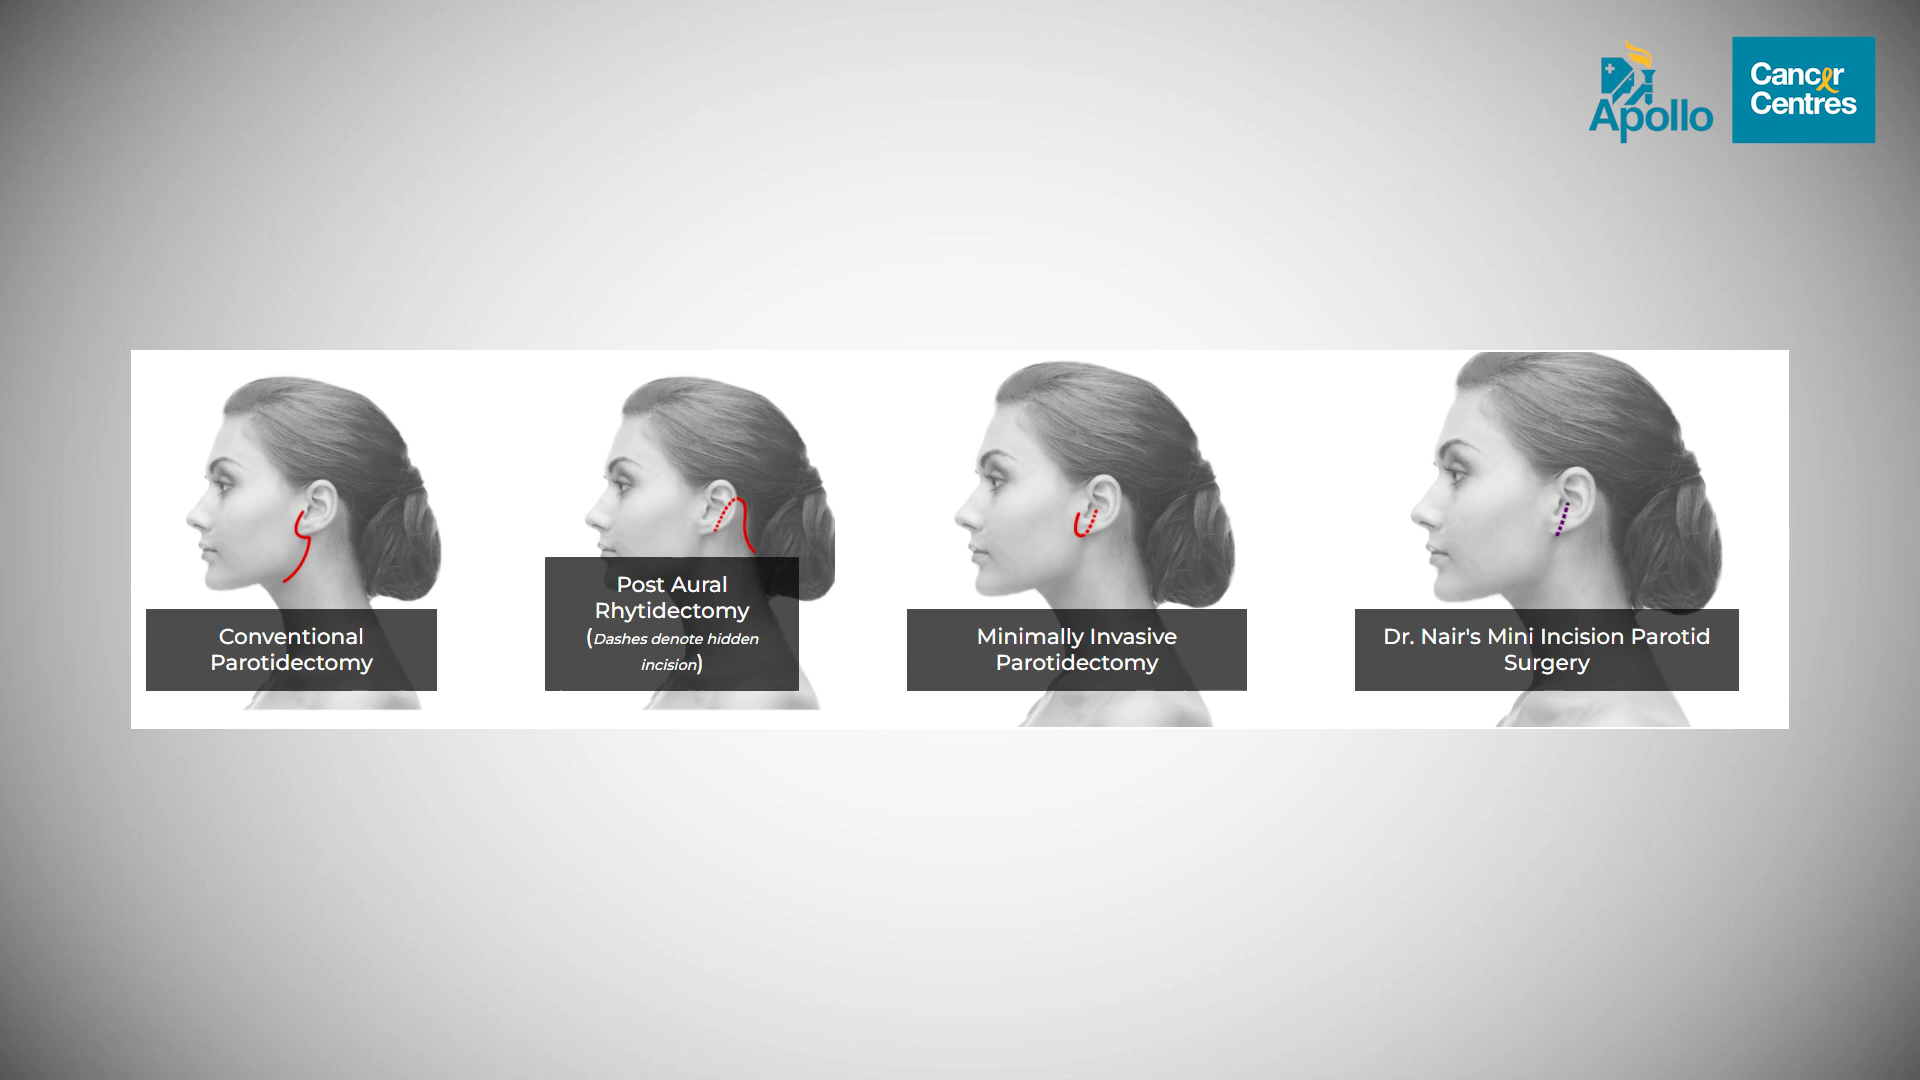 Apollo
Cancer
Centres
Conventional
Parotidectomy
Post Aural
Rhytidectomy
(Dashes denote hidden
incision)
Minimally Invasive
Parotidectomy
Dr. Nair's Mini Incision Parotid
Surgery